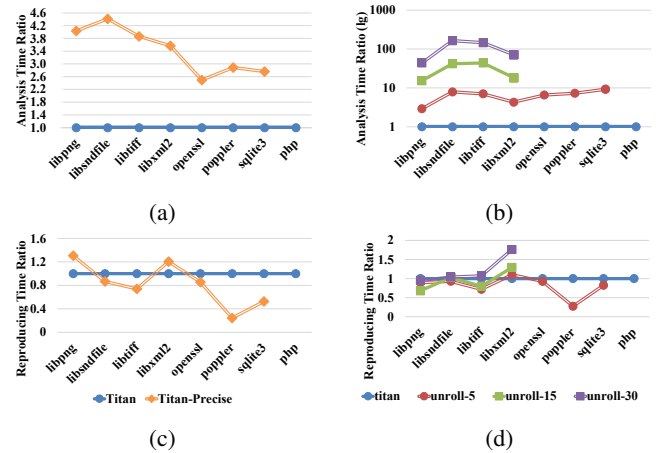 Analysis Time Ratio
4.6
4.2
3.8
3.4
3.0
2.6
2.2
1.8
1.4
1.0
libpng
libsndfile
libtiff
libxml2
openssl
poppler
sqlite3
php
(a)
Analysis Time Ratio (lg)
1000
100
10
1
libpng
libsndfile
libtiff
libxml2
openssl
poppler
sqlite3
php
(b)
Reproducing Time Ratio
1.6
1.2
0.8
0.4
0
libpng
libsndfile
libtiff
libxml2
openssl
poppler
sqlite3
php
Titan Titan-Precise
(c)
Reproducing Time Ratio
2
1.5
1
0.5
0
libpng
libsndfile
libtiff
libxml2
openssl
poppler
sqlite3
php
titan unroll-5 unroll-15 unroll-30
(d)